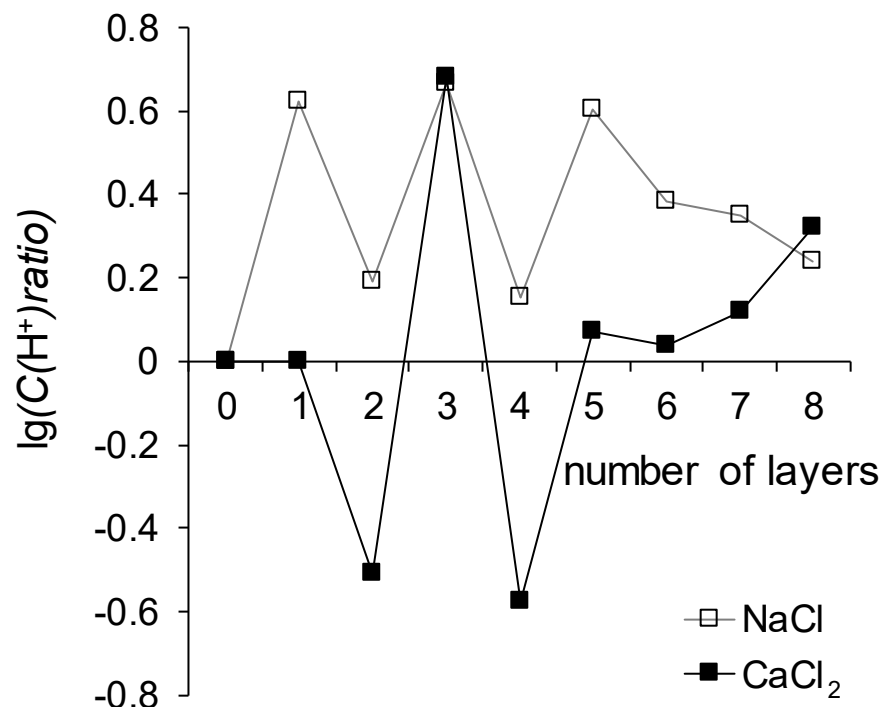 0.8
0.6
0.4
0.2
0
-0.2
-0.4
-0.6
-0.8
lg(C(H⁺)ratio)
0 1 2 3 4 5 6 7 8
number of layers
NaCl
CaCl₂